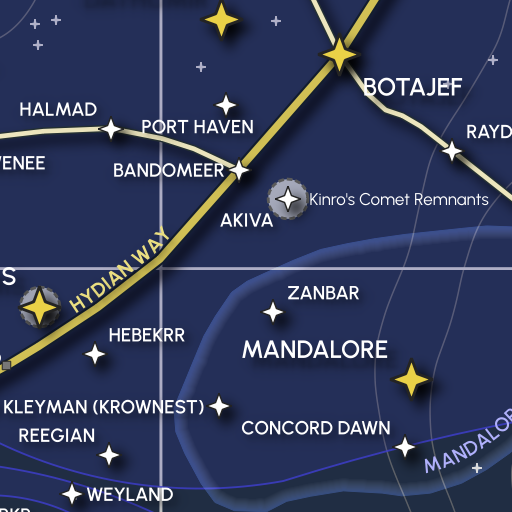 HALMAD
PORT HAVEN
BOTAJEF
RAYD
VENEE
BANDOMEER
Kinro's Comet Remnants
AKIVA
HYDIAN WAY
S
ZANBAR
HEBEKRR
MANDALORE
KLEYMAN (KROWNEST)
CONCORD DAWN
REEGIAN
MANDALOR
WEYLAND